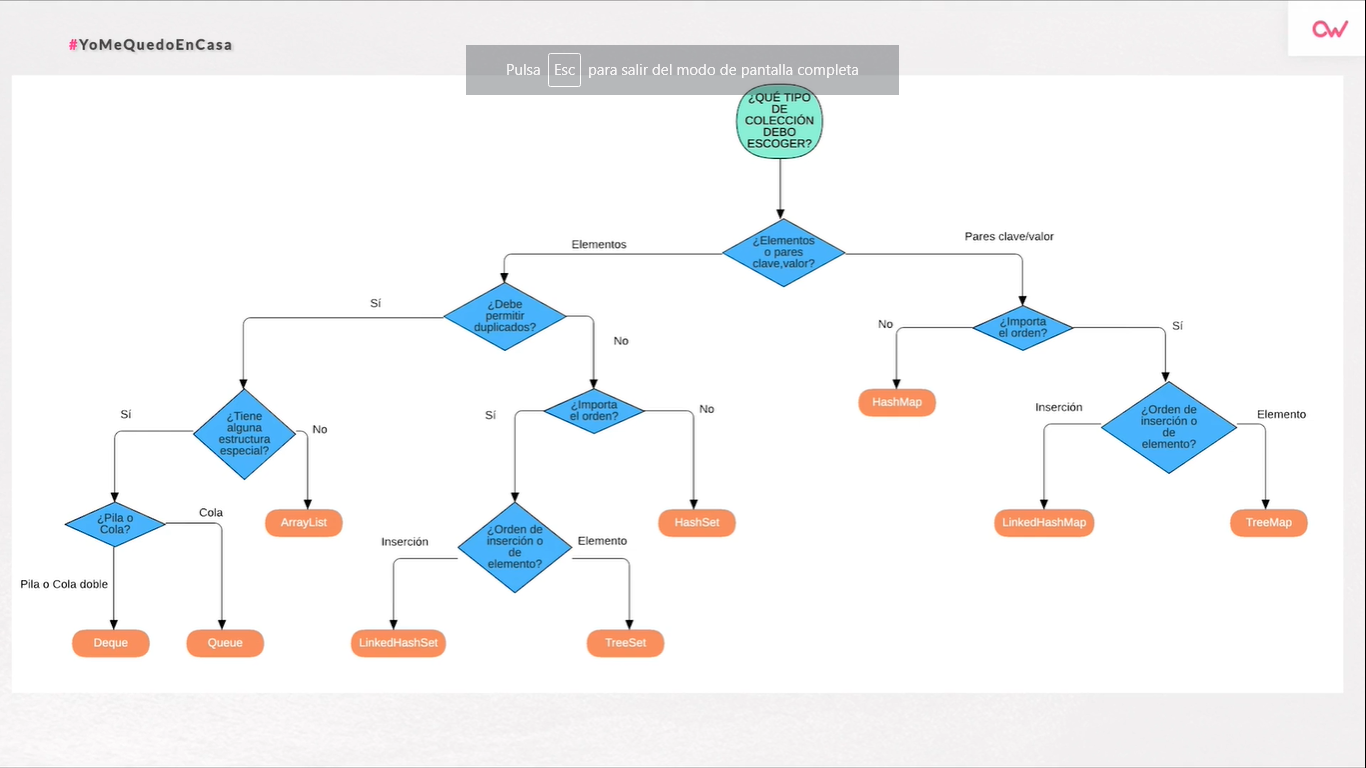 #YoMeQuedoEnCasa
CW
Pulsa Esc para salir del modo de pantalla completa
¿QUÉ TIPO
DE
COLECCIÓN
DEBO
ESCOGER?
¿Elementos
o pares
clave,valor?
Elementos
Pares clave/valor
¿Debe
permitir
duplicados?
Sí
No
¿Importa
el orden?
No
Sí
HashMap
¿Orden de
inserción o
de
elemento?
Inserción
Elemento
LinkedHashMap
TreeMap
¿Tiene
alguna
estructura
especial?
Sí
No
¿Importa
el orden?
Sí
No
¿Pila o
Cola?
Cola
Pila o Cola doble
ArrayList
HashSet
¿Orden de
inserción o
de
elemento?
Inserción
Elemento
Deque
Queue
LinkedHashSet
TreeSet